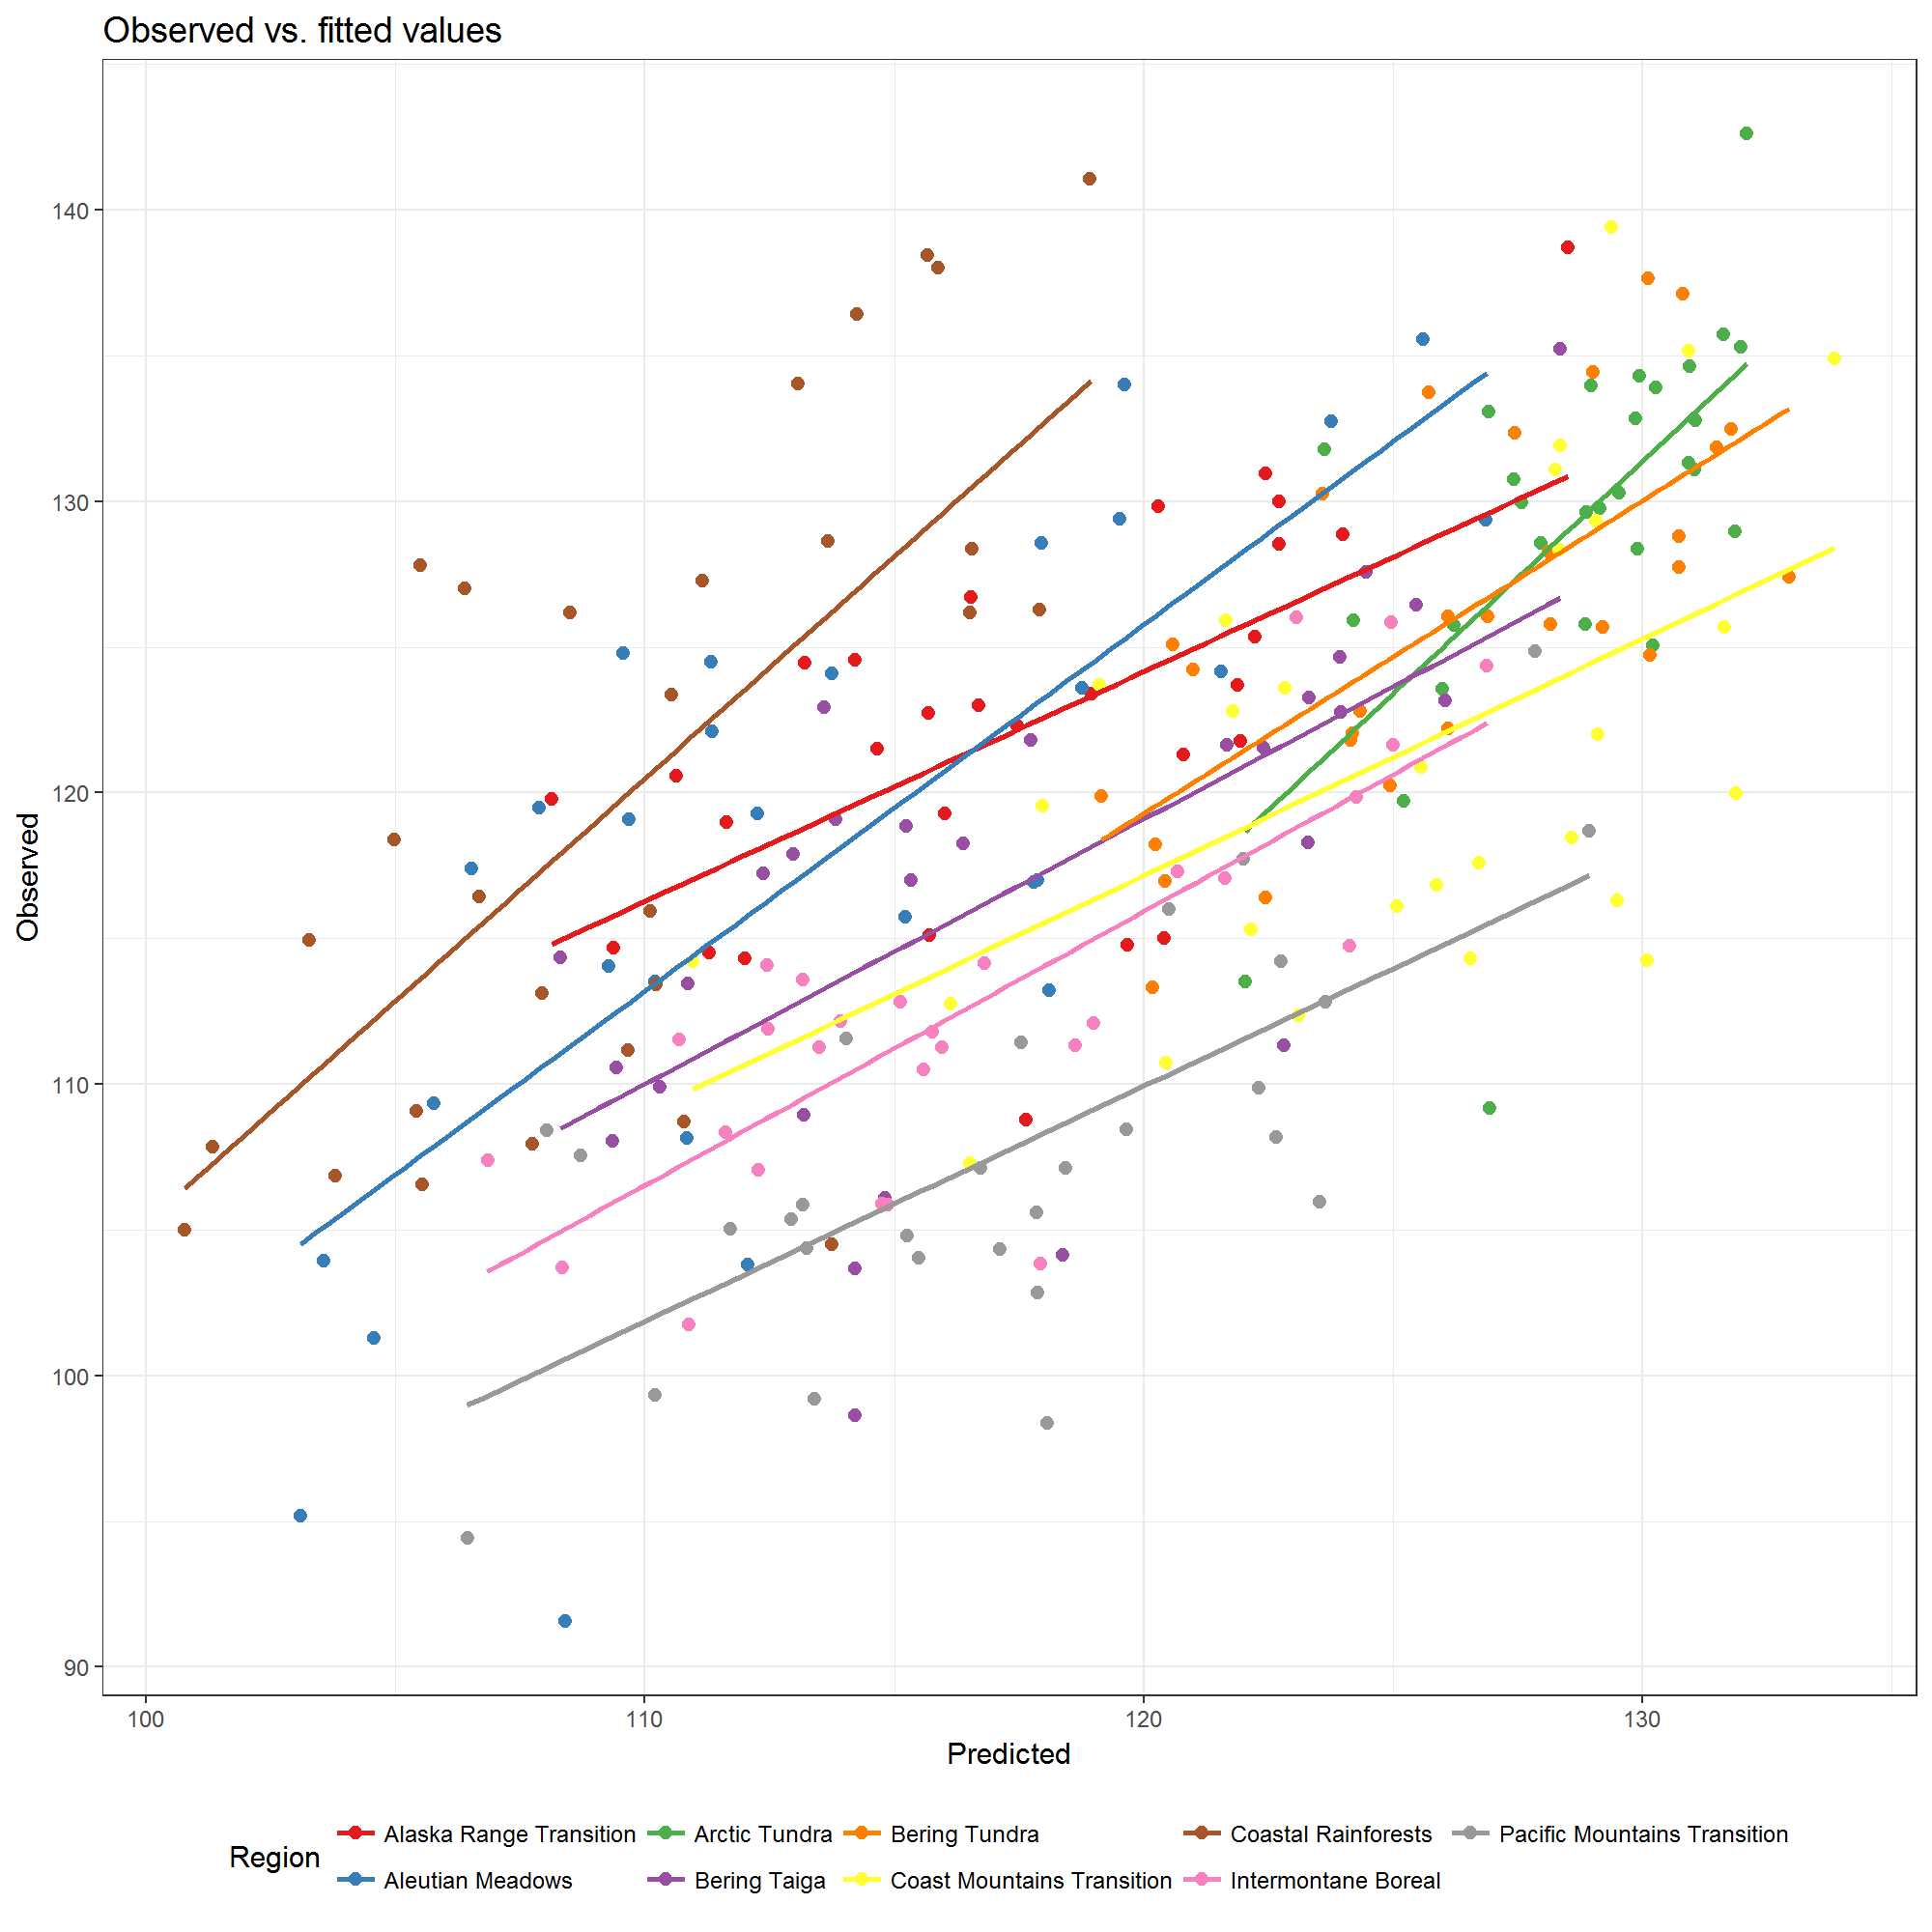 Observed vs. fitted values
140
130
120
110
100
90
Observed
100 110 120 130
Predicted
Region
Alaska Range Transition Arctic Tundra Bering Tundra Coastal Rainforests Pacific Mountains Transition
Aleutian Meadows Bering Taiga Coast Mountains Transition Intermontane Boreal